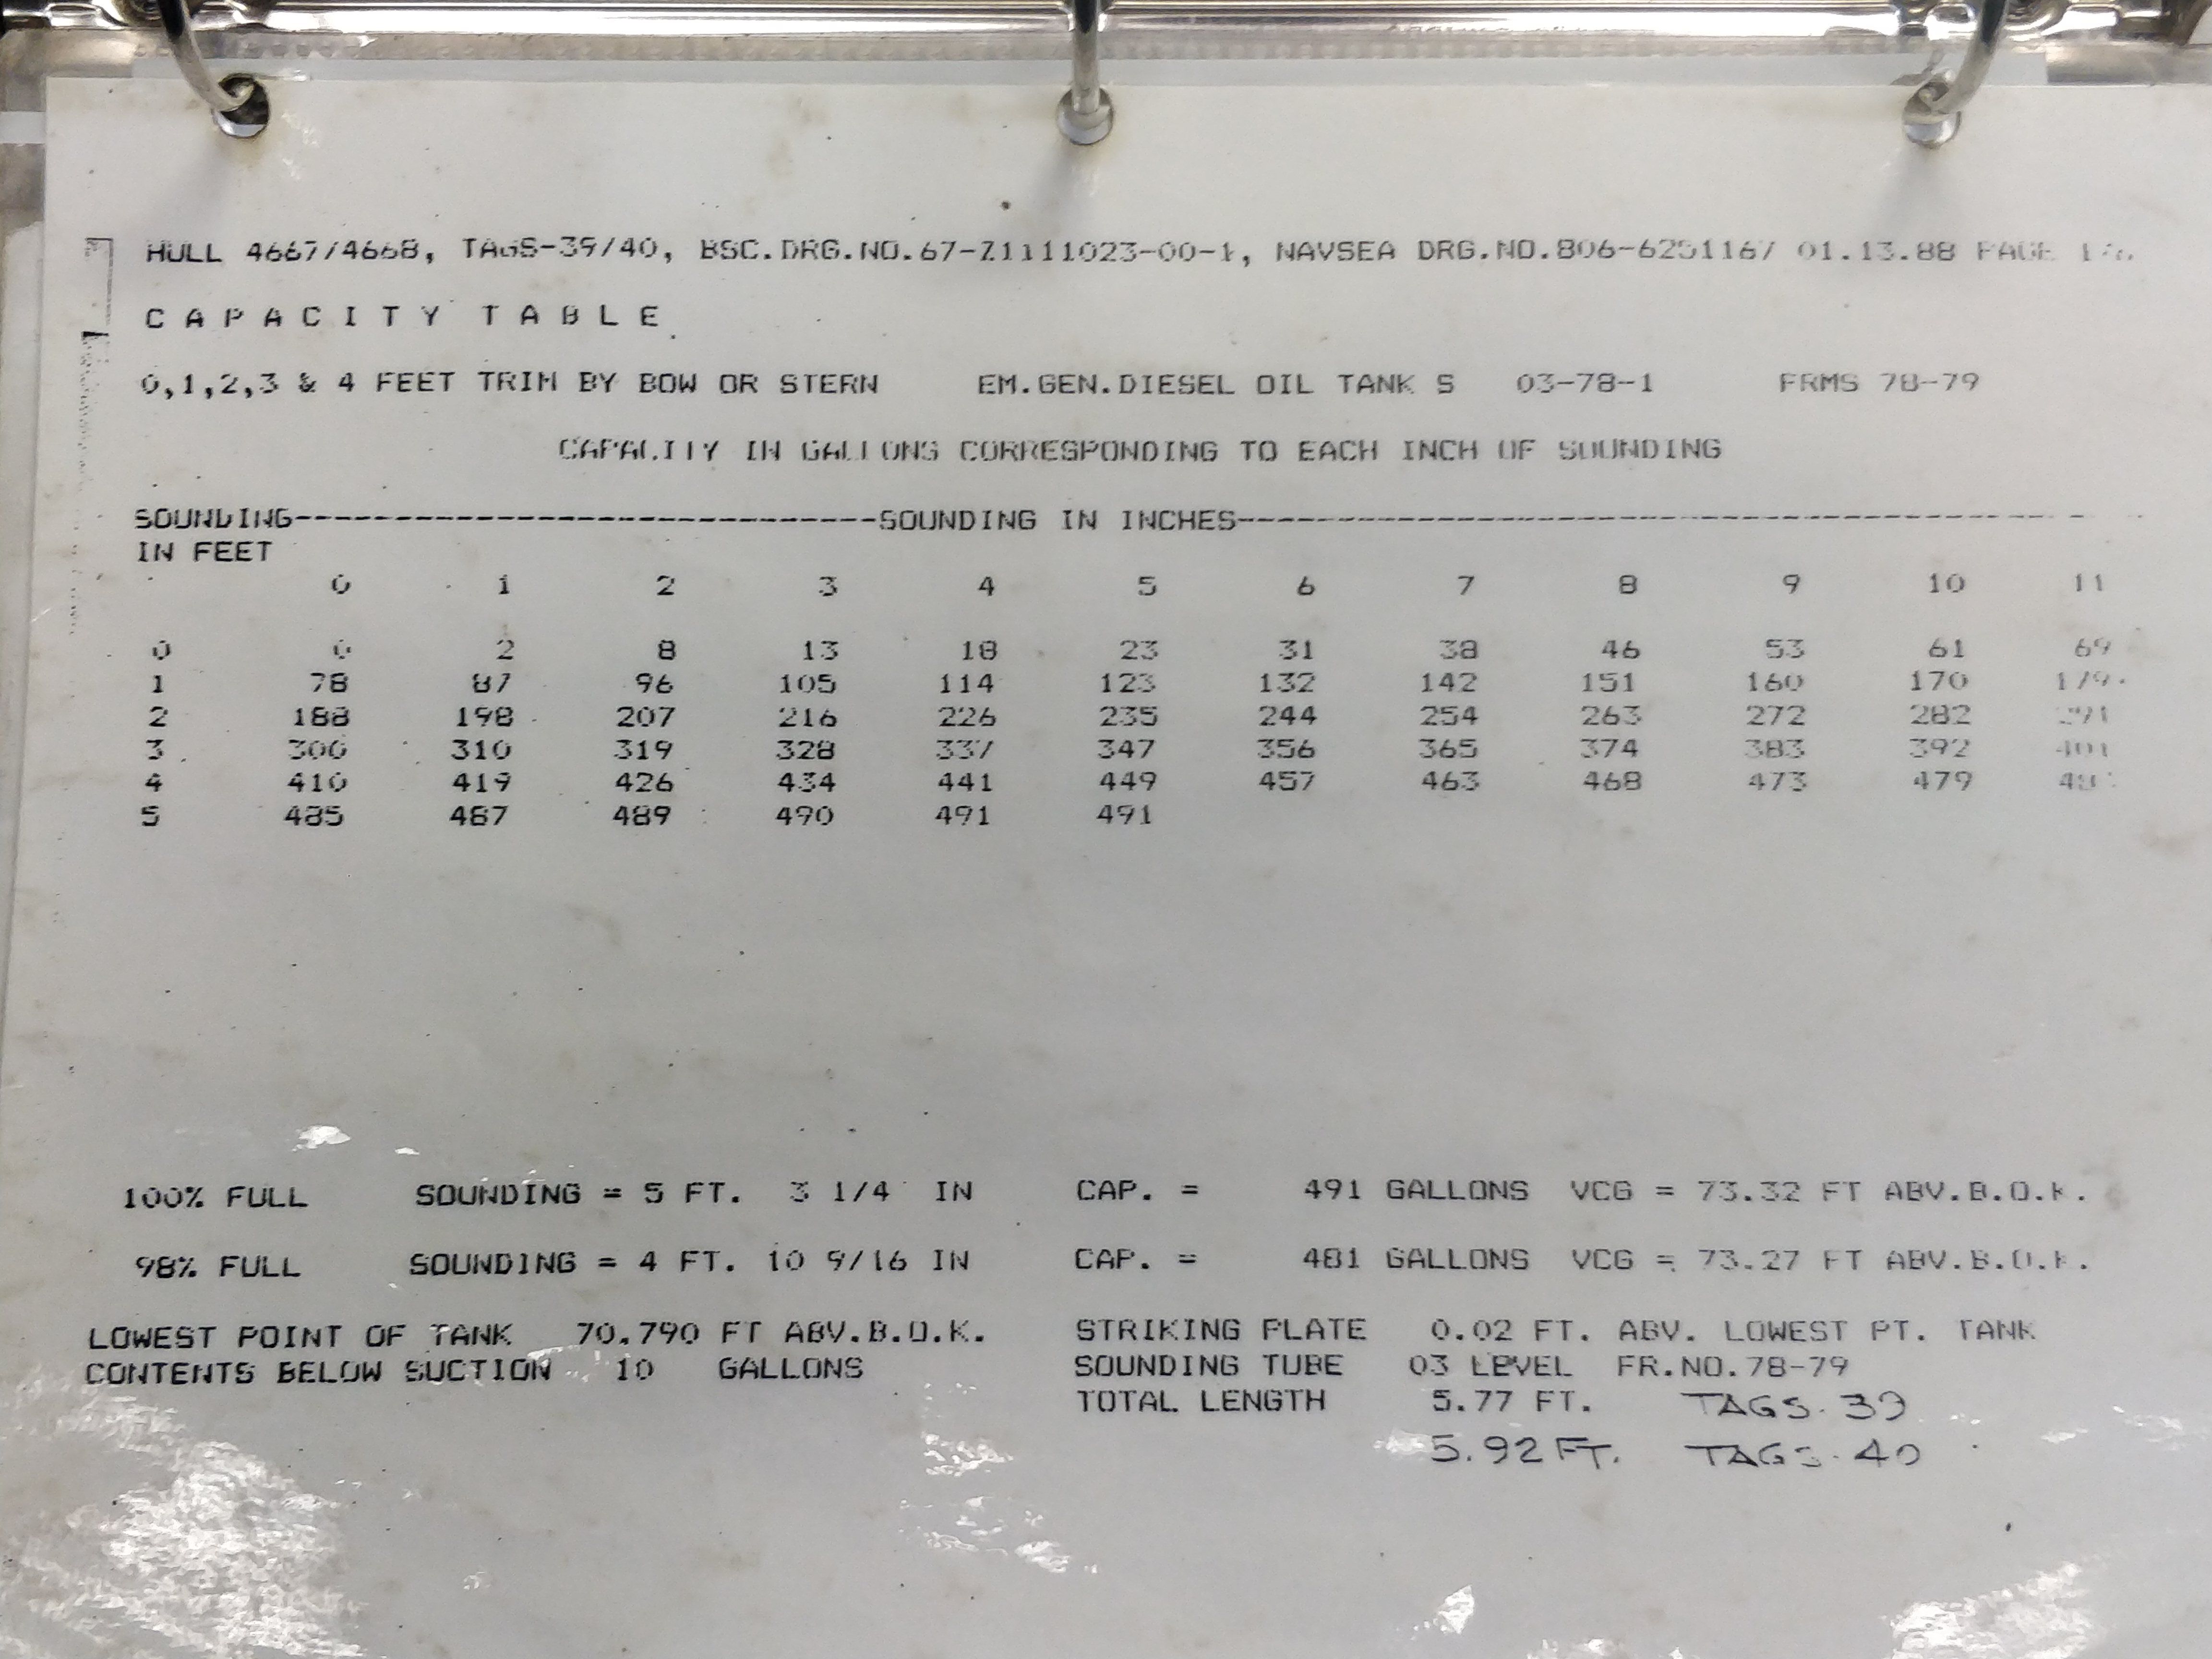 HULL 4667/4668, TAGS-39/40, BSC.DRG.NO.67-Z1111023-00-1, NAVSEA DRG.NO.806-6251167 01.13.88 PAGE
C A P A C I T Y T A B L E
0,1,2,3 & 4 FEET TRIM BY BOW OR STERN EM.GEN.DIESEL OIL TANK S 03-78-1 FRMS 78-79
CAPACITY IN GALLONS CORRESPONDING TO EACH INCH OF SOUNDING
SOUNDING------------------------------------SOUNDING IN INCHES------------------------------------
IN FEET
0 1 2 3 4 5 6 7 8 9 10 11
0 0 2 8 13 18 23 31 38 46 53 61 69
1 78 87 96 105 114 123 132 142 151 160 170 179
2 188 198 207 216 226 235 244 254 263 272 282
3 300 310 319 328 337 347 356 365 374 383 392
4 410 419 426 434 441 449 457 463 468 473 479
5 485 487 489 490 491 491
100% FULL SOUNDING = 5 FT. 3 1/4 IN CAP. = 491 GALLONS VCG = 73.32 FT ABV.B.O.K.
98% FULL SOUNDING = 4 FT. 10 9/16 IN CAP. = 481 GALLONS VCG = 73.27 FT ABV.B.O.K.
LOWEST POINT OF TANK 70.790 FT ABV.B.O.K. STRIKING PLATE 0.02 FT. ABV. LOWEST PT. TANK
CONTENTS BELOW SUCTION 10 GALLONS SOUNDING TUBE 03 LEVEL FR.NO.78-79
TOTAL LENGTH 5.77 FT. TAGS.39
5.92 FT. TAGS.40